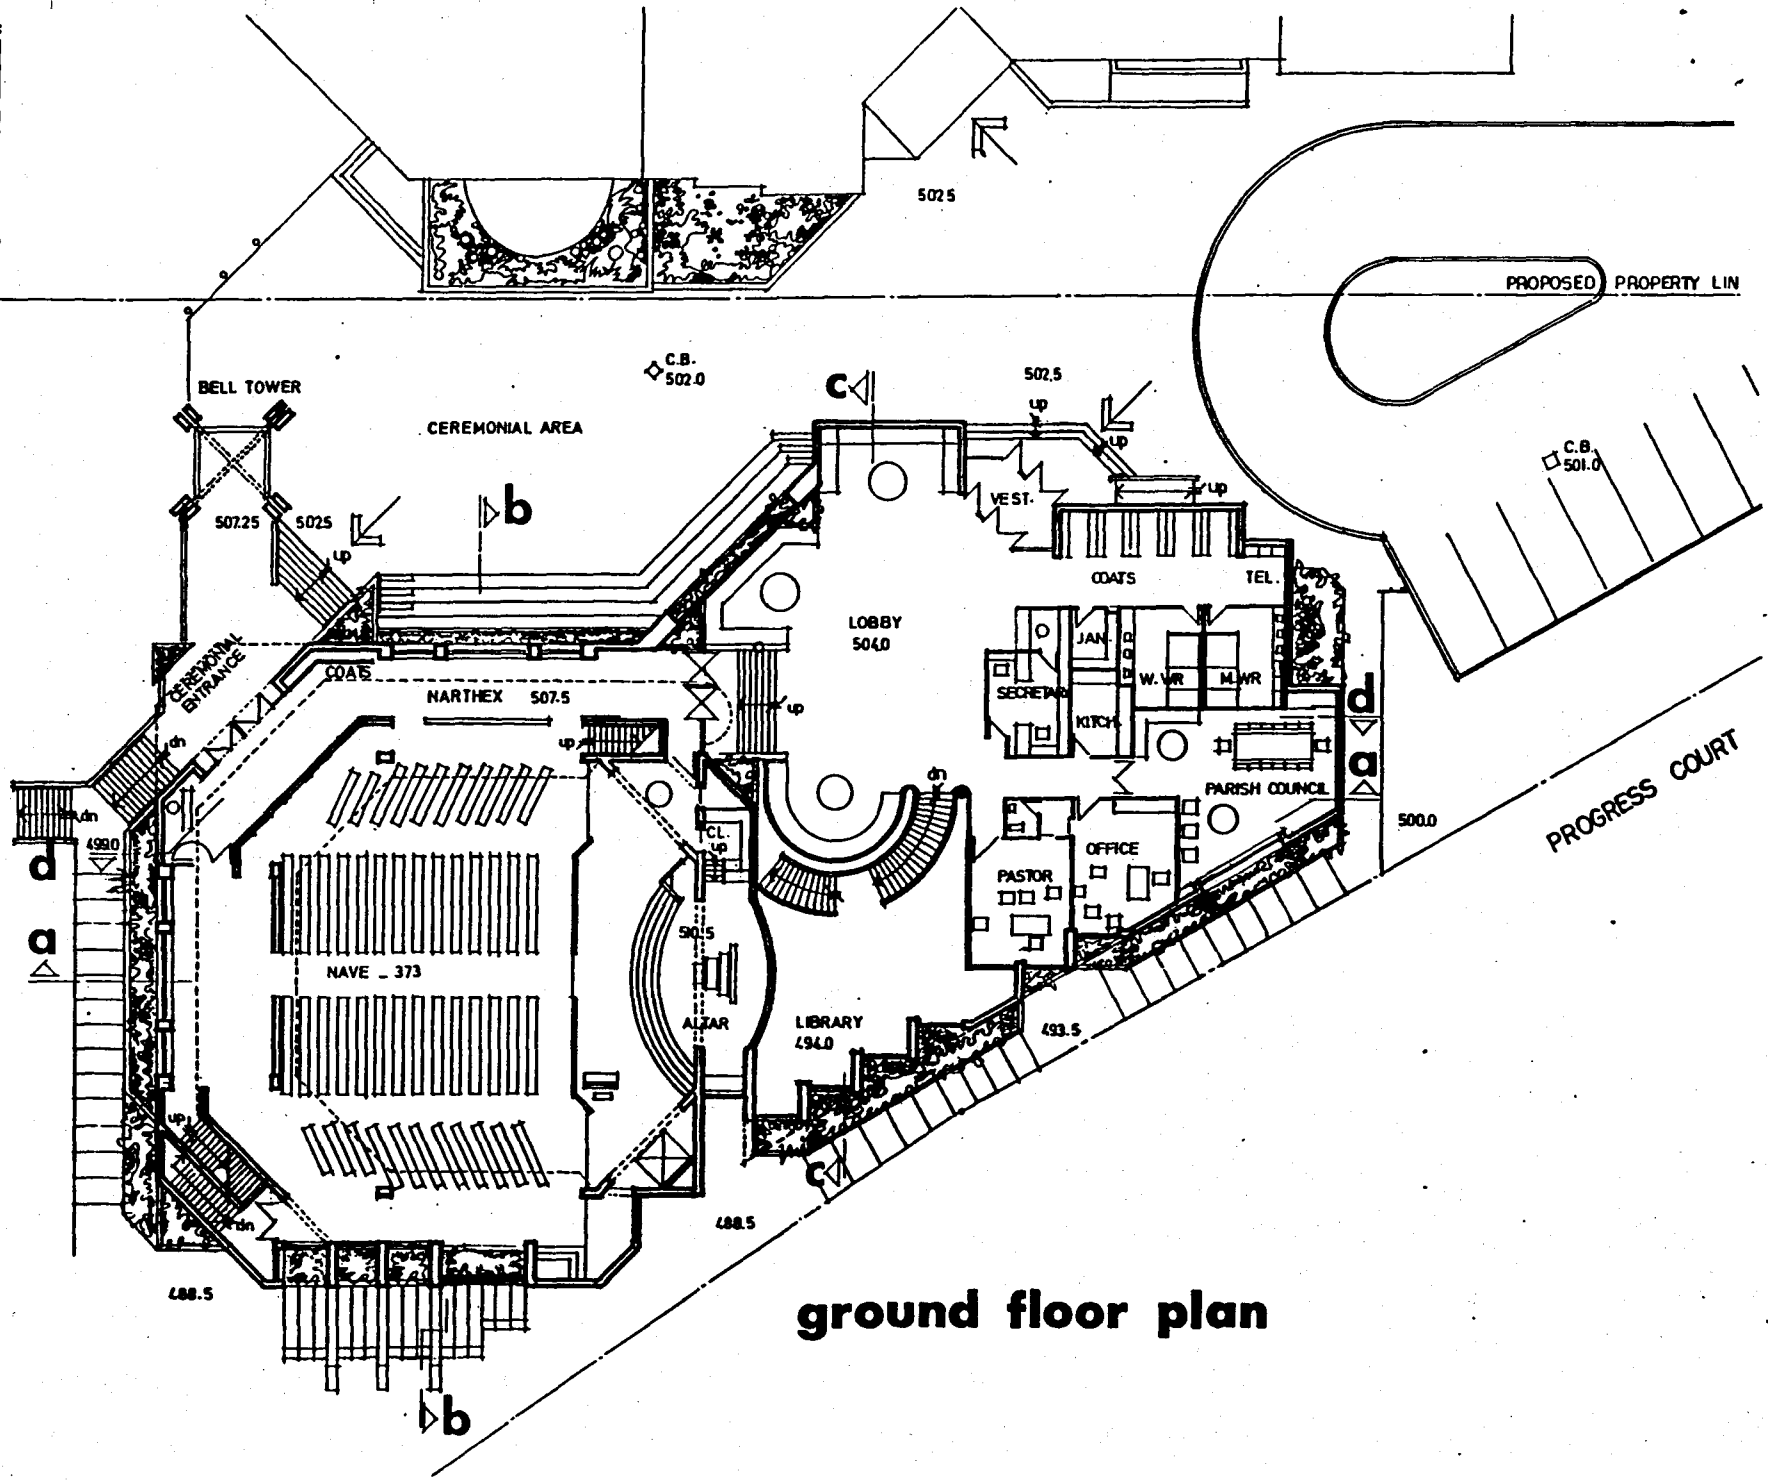 5025
PROPOSED PROPERTY LIN
C.B.
502.0
c
502.5
up
BELL TOWER
CEREMONIAL AREA
up
C.B.
501.0
b
VEST.
up
507.25
5025
up
COATS
TEL.
LOBBY
504.0
JAN.
CEREMONIAL
ENTRANCE
COATS
NARTHEX 507.5
SECRETARY
W.WR
M.WR
d
up
KITCH
dn
up
a
dn
PARISH COUNCIL
PROGRESS COURT
dn
499.0
CL.
up
500.0
d
OFFICE
PASTOR
510.5
a
NAVE _ 373
ALTAR
LIBRARY
494.0
493.5
up
c
dn
488.5
488.5
ground floor plan
b